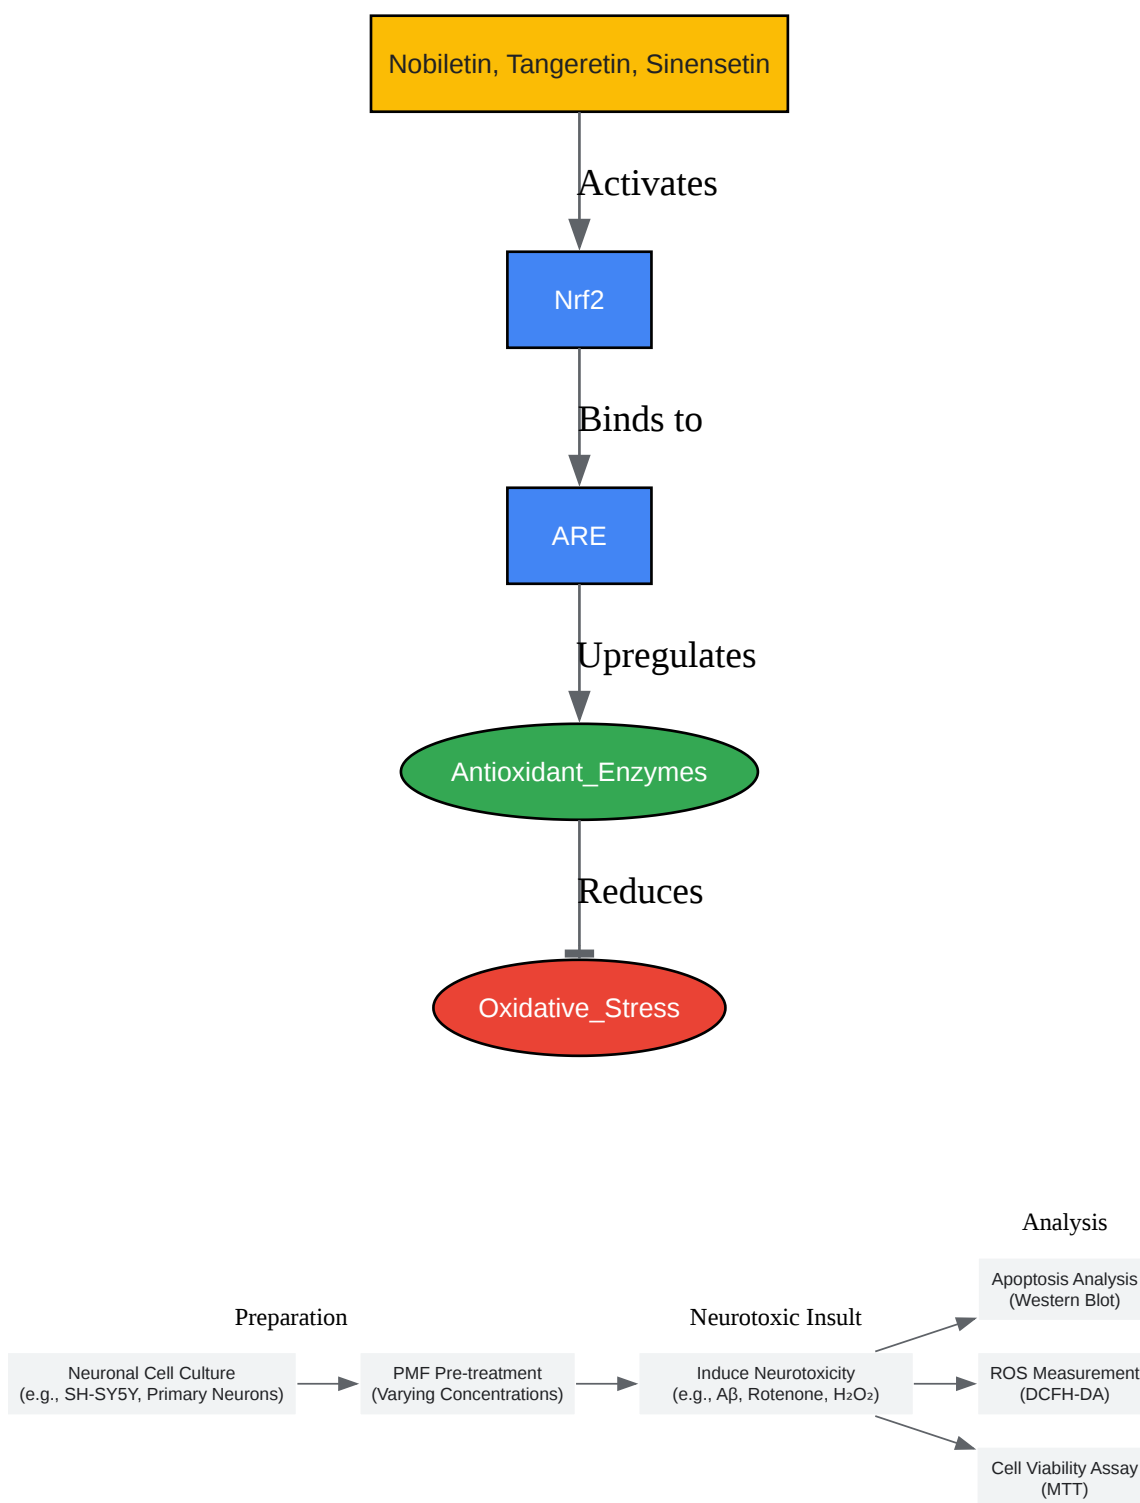 Nobiletin, Tangeretin, Sinensetin
Activates
Nrf2
Binds to
ARE
Upregulates
Antioxidant_Enzymes
Reduces
Oxidative_Stress
Preparation
Neuronal Cell Culture
(e.g., SH-SY5Y, Primary Neurons)
PMF Pre-treatment
(Varying Concentrations)
Neurotoxic Insult
Induce Neurotoxicity
(e.g., Aβ, Rotenone, H₂O₂)
Analysis
Apoptosis Analysis
(Western Blot)
ROS Measurement
(DCFH-DA)
Cell Viability Assay
(MTT)